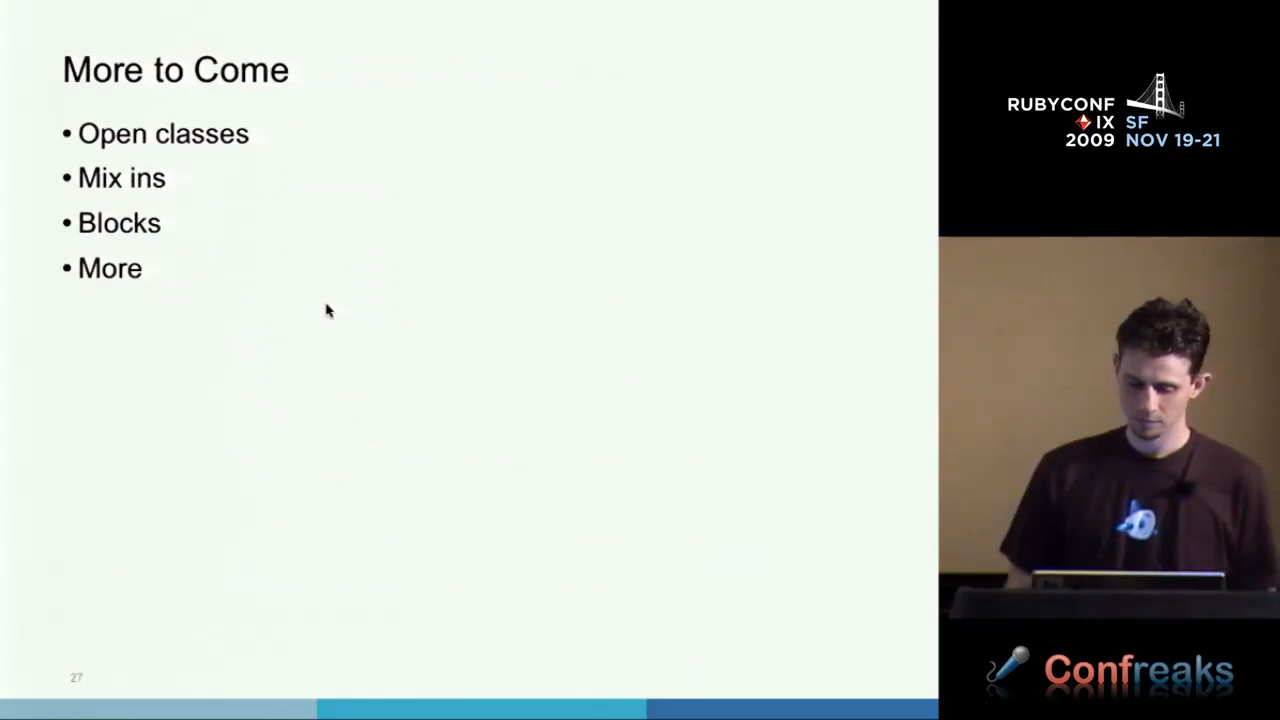 More to Come
• Open classes
• Mix ins
• Blocks
• More
27
RUBYCONF
IX SF
2009 NOV 19-21
Confreaks